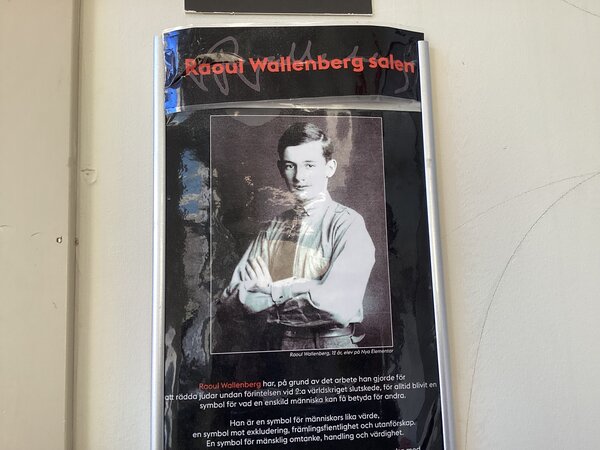 Raoul Wallenberg salen
Raoul Wallenberg, 12 år, elev på Nya Elementar
Raoul Wallenberg har, på grund av det arbete han gjorde för
att rädda judar undan förintelsen vid 2:a världskriget slutskede, för alltid blivit en
symbol för vad en enskild människa kan få betyda för andra.
Han är en symbol för människors lika värde,
en symbol mot exkludering, främlingsfientlighet och utanförskap.
En symbol för mänsklig omtanke, handling och värdighet.